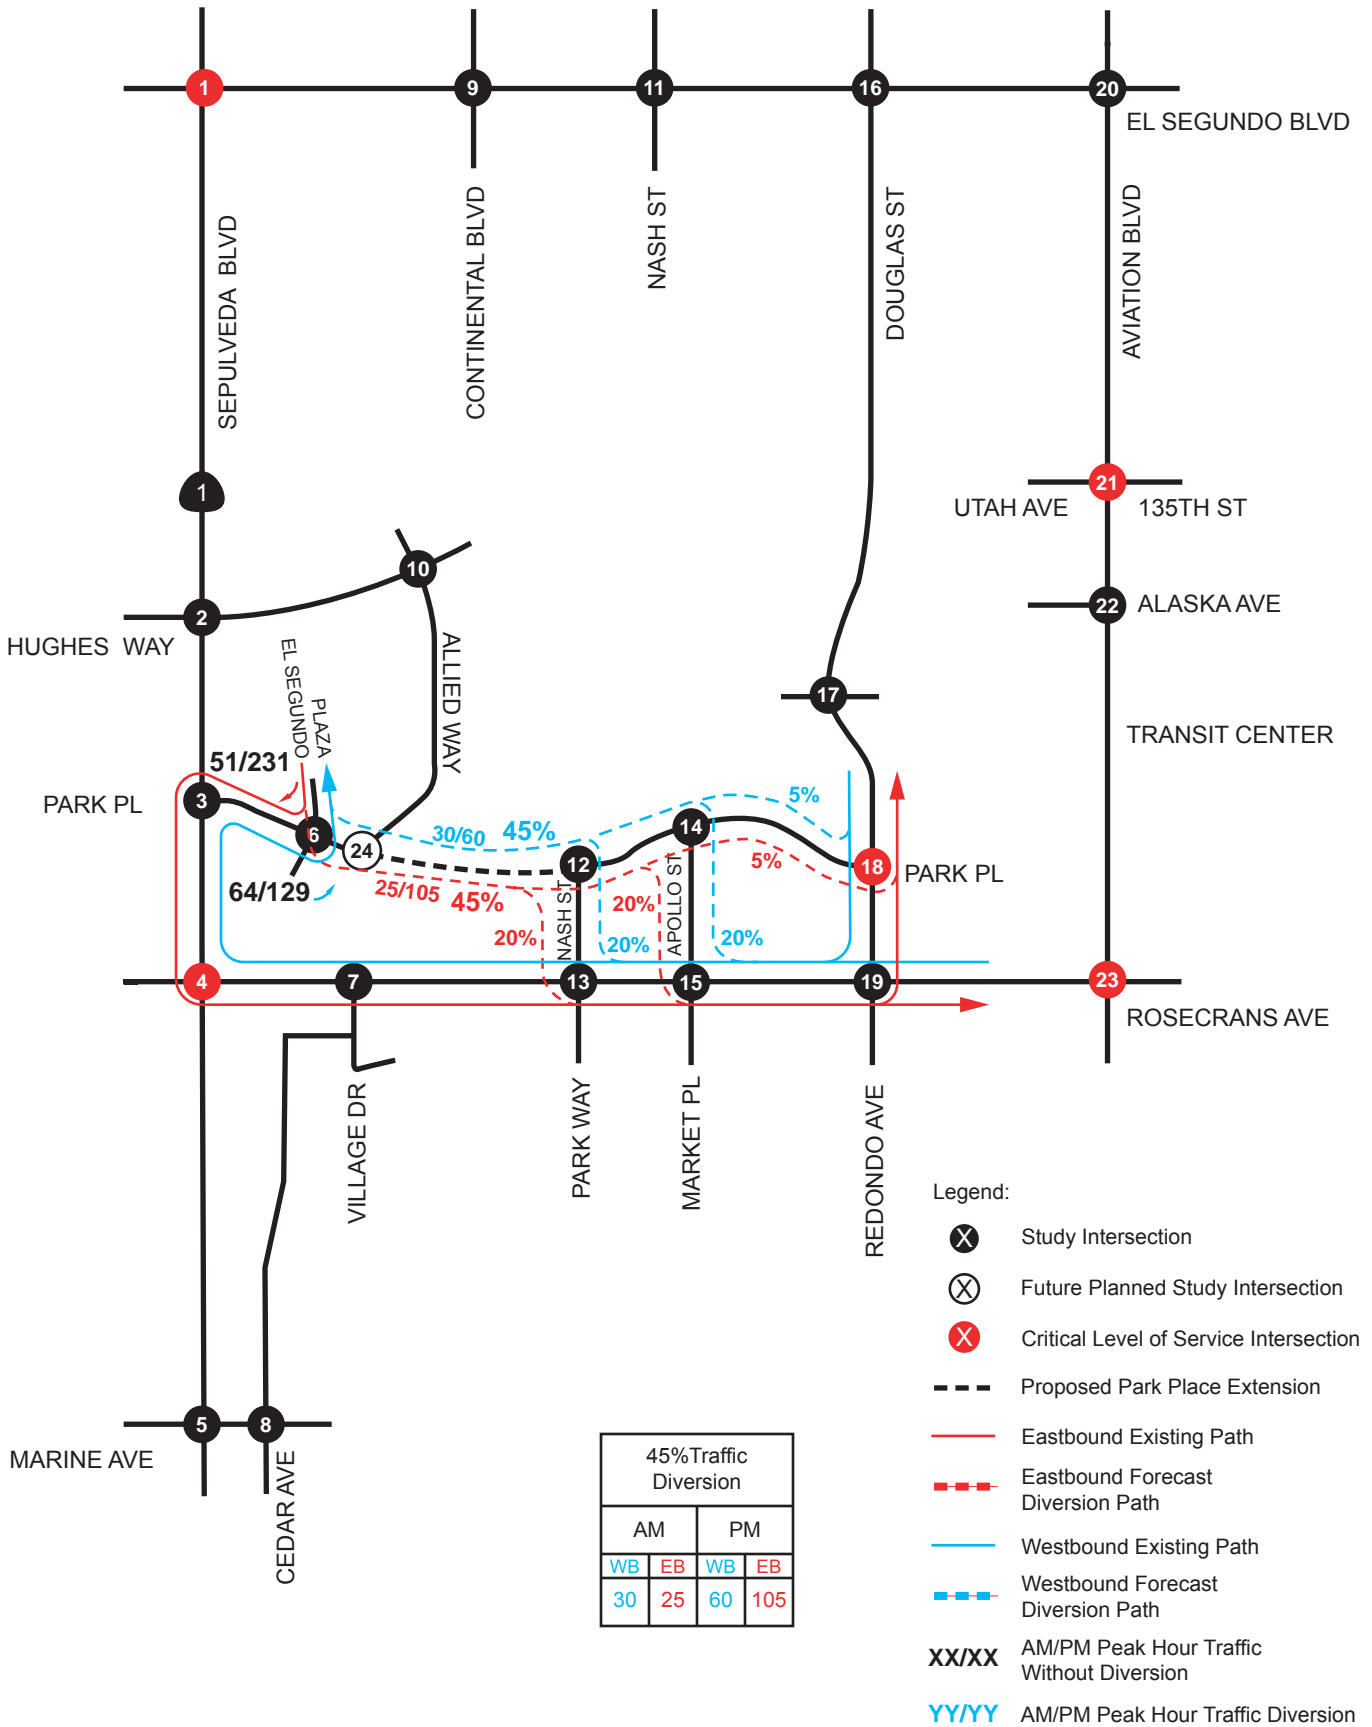 1
9
11
16
20
EL SEGUNDO BLVD
SEPULVEDA BLVD
CONTINENTAL BLVD
NASH ST
DOUGLAS ST
AVIATION BLVD
1
21
UTAH AVE
135TH ST
10
2
22
ALASKA AVE
HUGHES WAY
EL SEGUNDO
PLAZA
ALLIED WAY
17
TRANSIT CENTER
51/231
PARK PL
3
6
24
30/60
45%
5%
14
12
5%
18
PARK PL
64/129
25/105
45%
20%
20%
NASH ST
20%
APOLLO ST
20%
4
7
13
15
19
23
ROSECRANS AVE
VILLAGE DR
PARK WAY
MARKET PL
REDONDO AVE
5
8
MARINE AVE
CEDAR AVE
45%Traffic
Diversion
AM PM
WB EB WB EB
30 25 60 105
Legend:
X Study Intersection
X Future Planned Study Intersection
X Critical Level of Service Intersection
Proposed Park Place Extension
Eastbound Existing Path
Eastbound Forecast
Diversion Path
Westbound Existing Path
Westbound Forecast
Diversion Path
XX/XX AM/PM Peak Hour Traffic
Without Diversion
YY/YY AM/PM Peak Hour Traffic Diversion